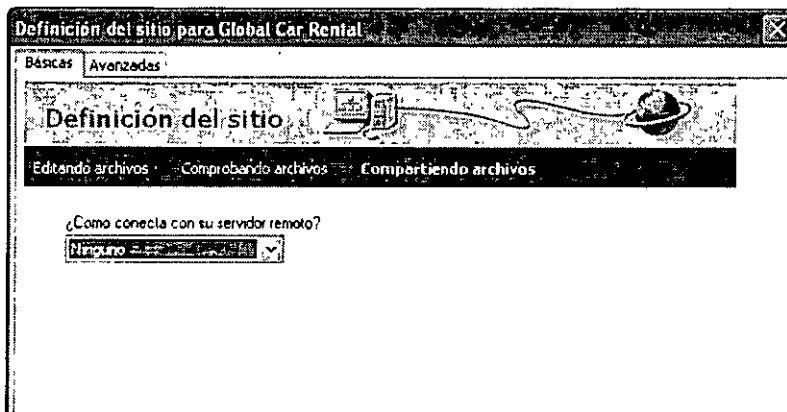 Definición del sitio para Global Car Rental
Básicas Avanzadas
Definición del sitio
Editando archivos Comprobando archivos Compartiendo archivos
¿Como conecta con su servidor remoto?
Ninguno